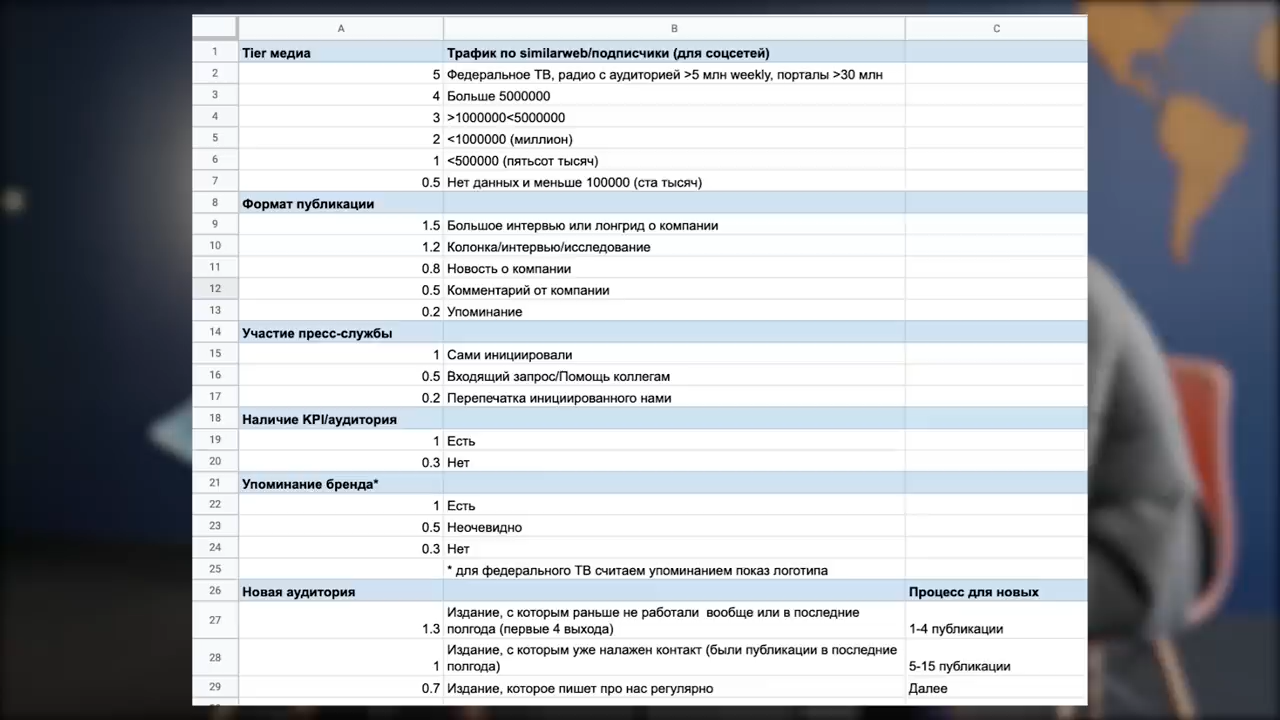 A B C
1 Tier медиа Трафик по similarweb/подписчики (для соцсетей)
2 5 Федеральное ТВ, радио с аудиторией >5 млн weekly, порталы >30 млн
3 4 Больше 5000000
4 3 >1000000<5000000
5 2 <1000000 (миллион)
6 1 <500000 (пятьсот тысяч)
7 0.5 Нет данных и меньше 100000 (ста тысяч)
8 Формат публикации
9 1.5 Большое интервью или лонгрид о компании
10 1.2 Колонка/интервью/исследование
11 0.8 Новость о компании
12 0.5 Комментарий от компании
13 0.2 Упоминание
14 Участие пресс-службы
15 1 Сами инициировали
16 0.5 Входящий запрос/Помощь коллегам
17 0.2 Перепечатка инициированного нами
18 Наличие KPI/аудитория
19 1 Есть
20 0.3 Нет
21 Упоминание бренда*
22 1 Есть
23 0.5 Неочевидно
24 0.3 Нет
25 * для федерального ТВ считаем упоминанием показ логотипа
26 Новая аудитория Процесс для новых
Издание, с которым раньше не работали вообще или в последние
27 1.3 полгода (первые 4 выхода) 1-4 публикации
Издание, с которым уже налажен контакт (были публикации в последние
28 1 полгода) 5-15 публикации
29 0.7 Издание, которое пишет про нас регулярно Далее